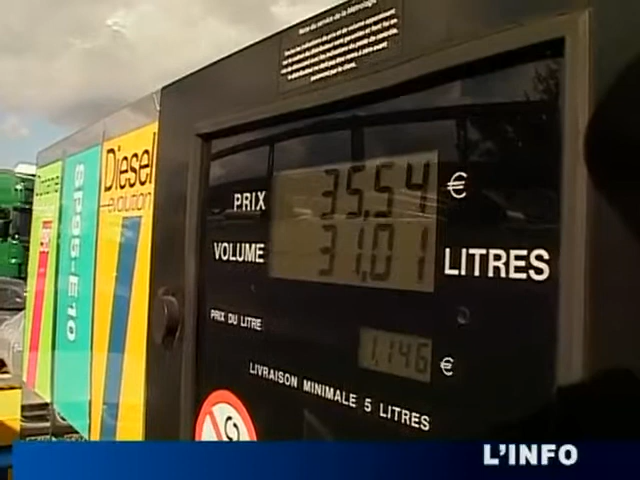 Diesel
evolution
SP95-E10
PRIX 35,54 €
VOLUME 31,01 LITRES
PRIX DU LITRE 1,146 €
LIVRAISON MINIMALE 5 LITRES
L'INFO